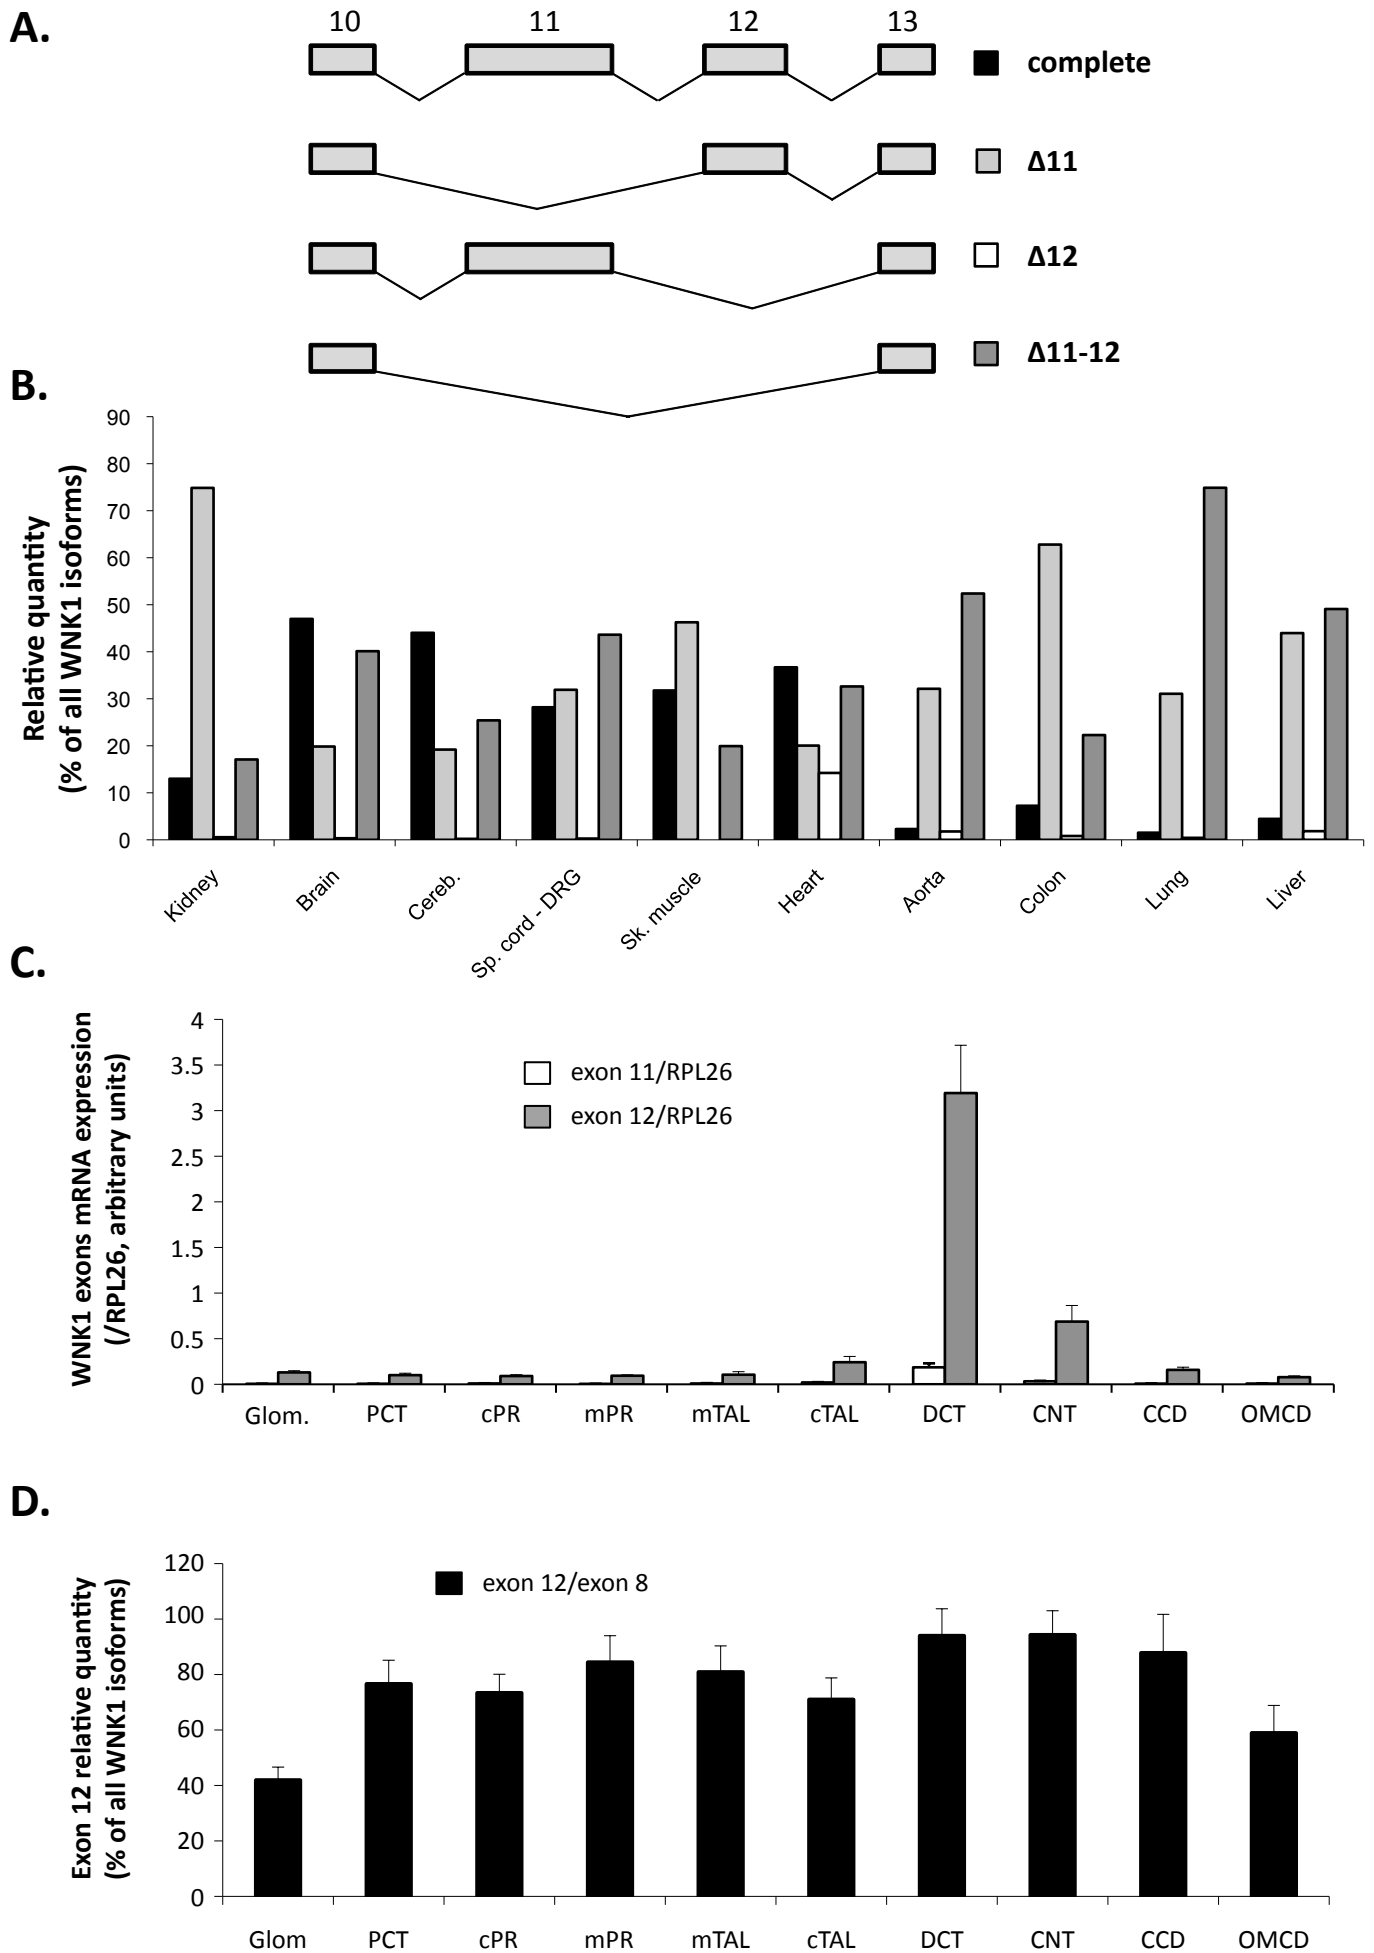 A.
10 11 12 13
complete
Δ11
Δ12
Δ11-12
B.
Relative quantity
(% of all WNK1 isoforms)
90
80
70
60
50
40
30
20
10
0
Kidney
Brain
Cereb.
Sp. cord - DRG
Sk. muscle
Heart
Aorta
Colon
Lung
Liver
C.
WNK1 exons mRNA expression
(/RPL26, arbitrary units)
4
3.5
3
2.5
2
1.5
1
0.5
0
exon 11/RPL26
exon 12/RPL26
Glom. PCT cPR mPR mTAL cTAL DCT CNT CCD OMCD
D.
Exon 12 relative quantity
(% of all WNK1 isoforms)
120
100
80
60
40
20
0
exon 12/exon 8
Glom PCT cPR mPR mTAL cTAL DCT CNT CCD OMCD